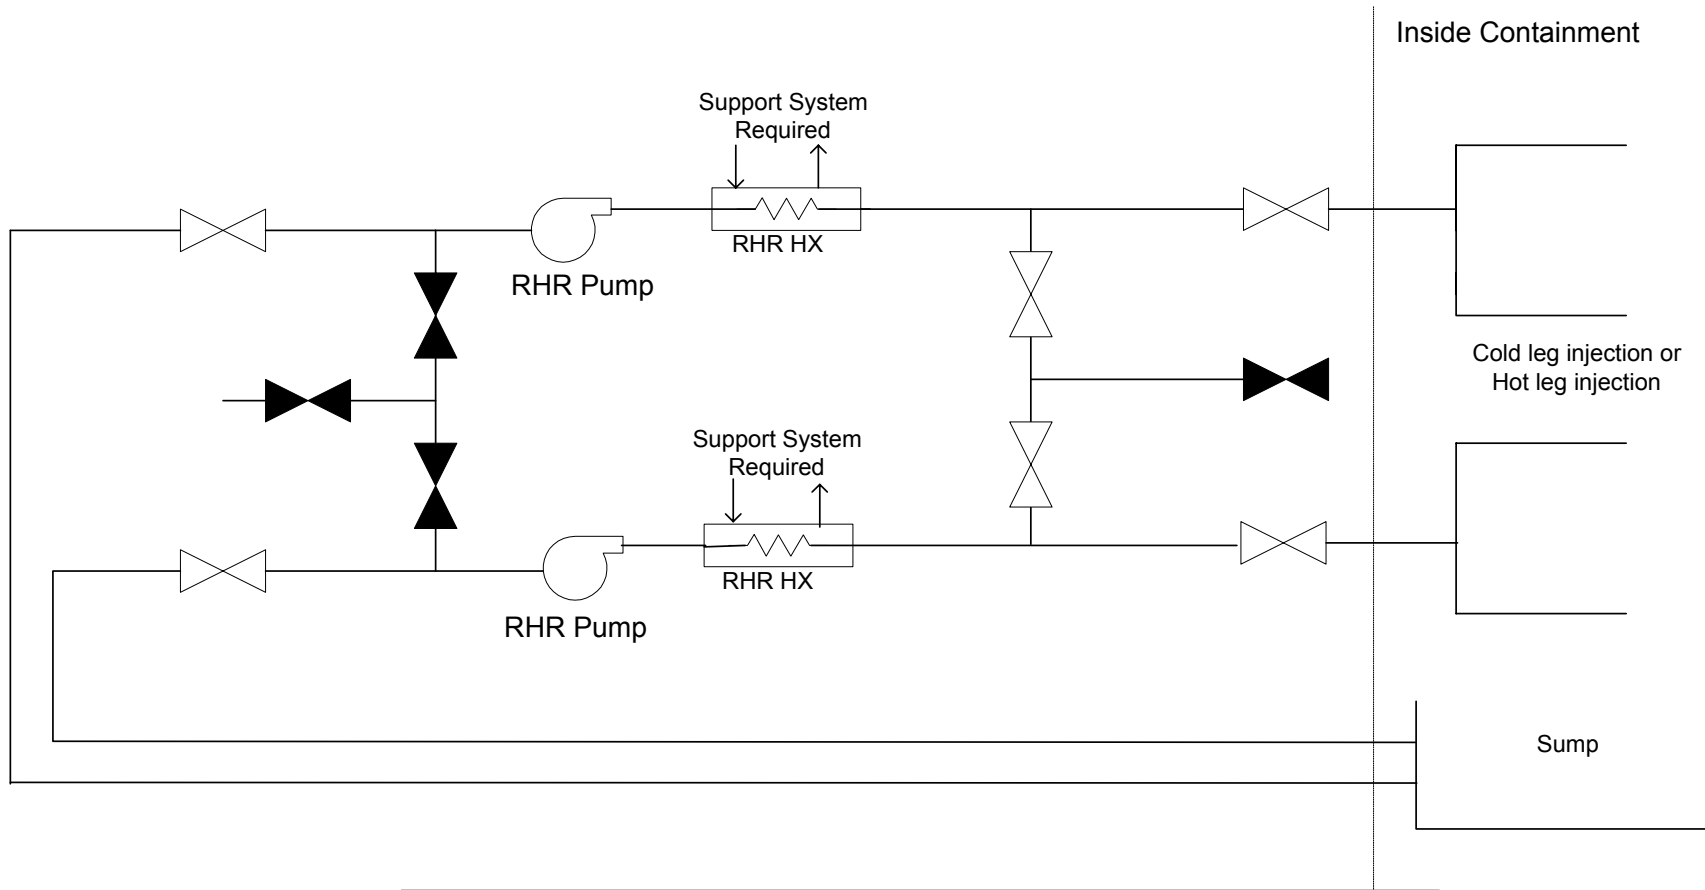 Inside Containment
Support System
Required
RHR HX
RHR Pump
Cold leg injection or
Hot leg injection
Support System
Required
RHR HX
RHR Pump
Sump